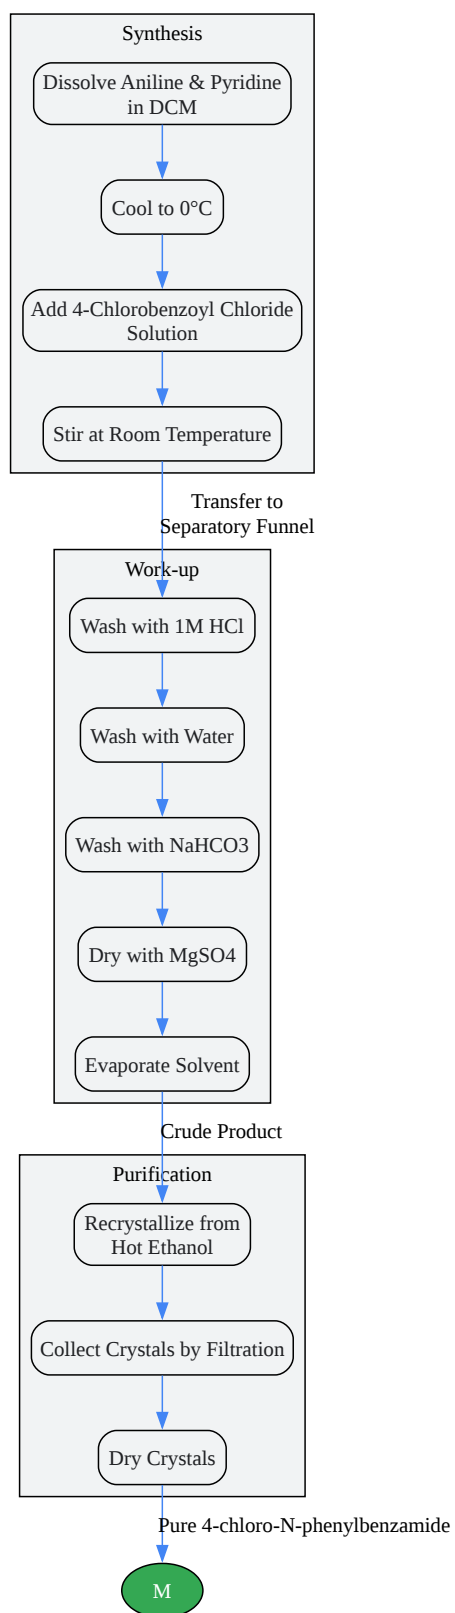 Synthesis
Dissolve Aniline & Pyridine
in DCM
Cool to 0°C
Add 4-Chlorobenzoyl Chloride
Solution
Stir at Room Temperature
Transfer to
Separatory Funnel
Work-up
Wash with 1M HCl
Wash with Water
Wash with NaHCO3
Dry with MgSO4
Evaporate Solvent
Crude Product
Purification
Recrystallize from
Hot Ethanol
Collect Crystals by Filtration
Dry Crystals
Pure 4-chloro-N-phenylbenzamide
M